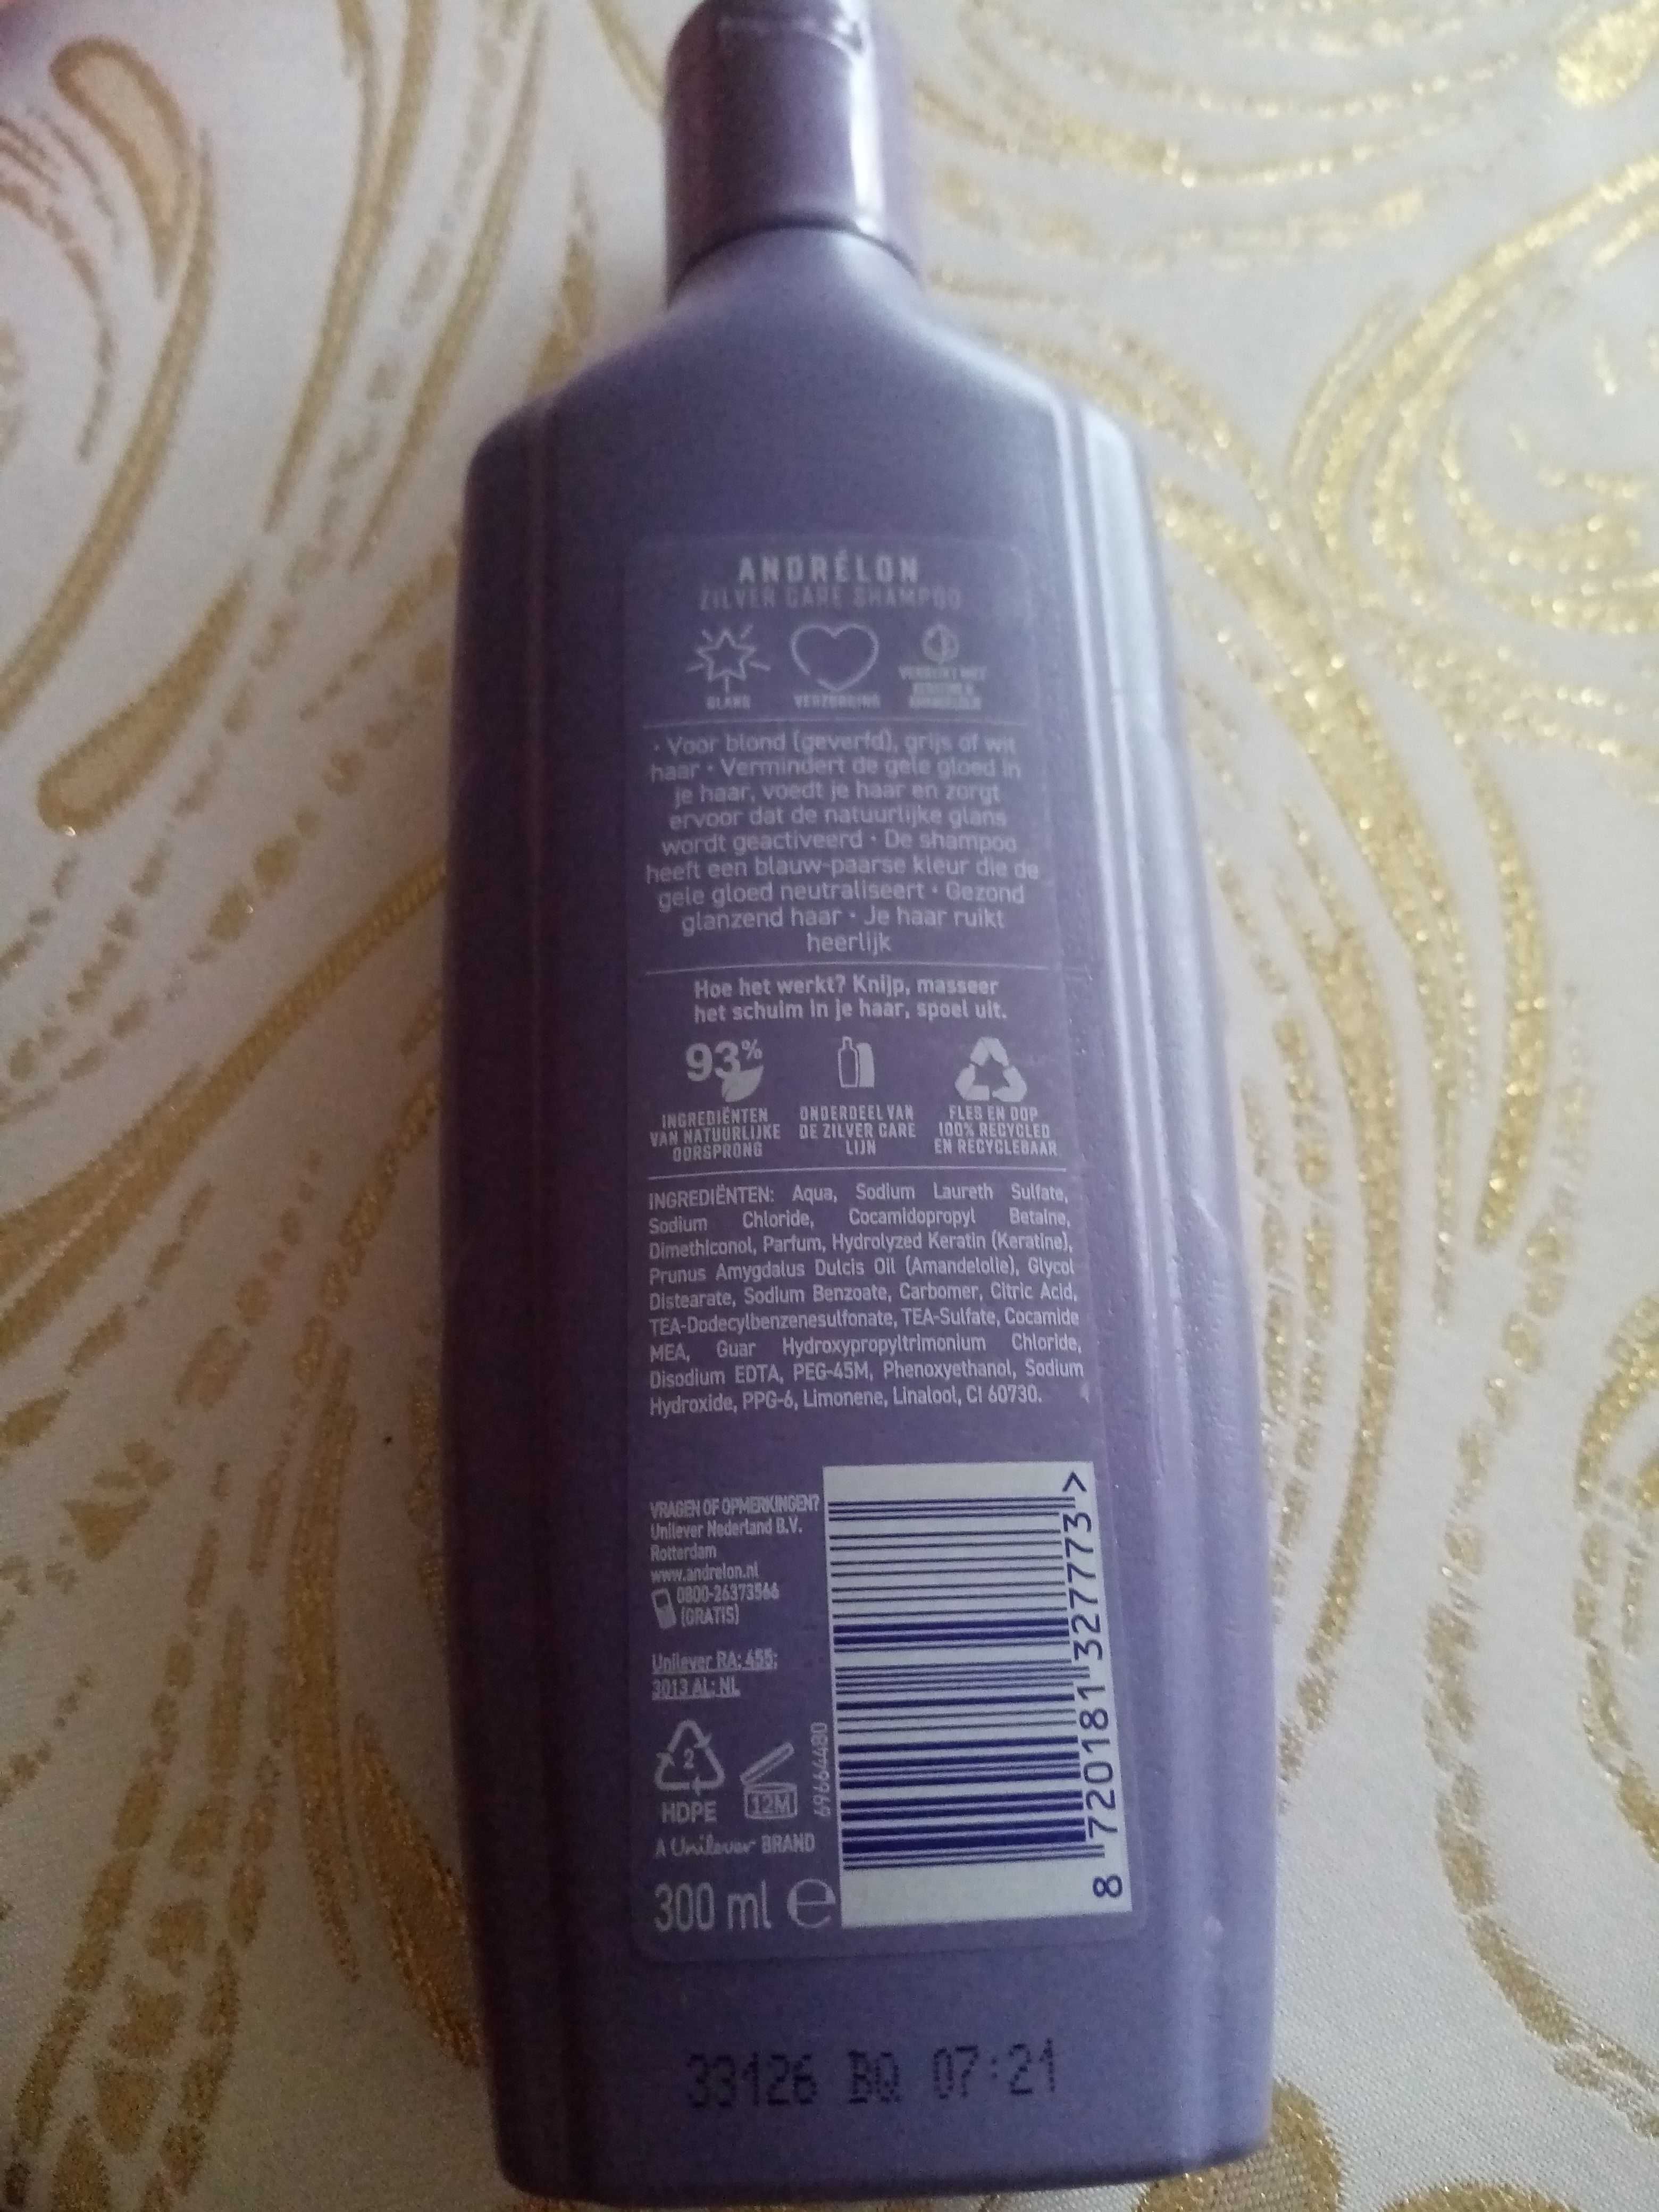 ANDRÉLON
ZILVER CARE SHAMPOO
GLANS
VERZORGING
VERRIJKT MET
KERATINE &
AMANDELOLIE
• Voor blond (geverfd), grijs of wit
haar • Vermindert de gele gloed in
je haar, voedt je haar en zorgt
ervoor dat de natuurlijke glans
wordt geactiveerd • De shampoo
heeft een blauw-paarse kleur die de
gele gloed neutraliseert • Gezond
glanzend haar • Je haar ruikt
heerlijk
Hoe het werkt? Knijp, masseer
het schuim in je haar, spoel uit.
93%
INGREDIËNTEN
VAN NATUURLIJKE
OORSPRONG
ONDERDEEL VAN
DE ZILVER CARE
LIJN
FLES EN DOP
100% RECYCLED
EN RECYCLEBAAR
INGREDIËNTEN: Aqua, Sodium Laureth Sulfate,
Sodium Chloride, Cocamidopropyl Betaine,
Dimethiconol, Parfum, Hydrolyzed Keratin (Keratine),
Prunus Amygdalus Dulcis Oil (Amandelolie), Glycol
Distearate, Sodium Benzoate, Carbomer, Citric Acid,
TEA-Dodecylbenzenesulfonate, TEA-Sulfate, Cocamide
MEA, Guar Hydroxypropyltrimonium Chloride,
Disodium EDTA, PEG-45M, Phenoxyethanol, Sodium
Hydroxide, PPG-6, Limonene, Linalool, CI 60730.
VRAGEN OF OPMERKINGEN?
Unilever Nederland B.V.
Rotterdam
www.andrelon.nl
0800-26373566
(GRATIS)
Unilever RA: 455;
3013 AL; NL
2
HDPE
12M
69664480
A Unilever BRAND
300 ml e
8 720181 327773 >
33126 BQ 07:21